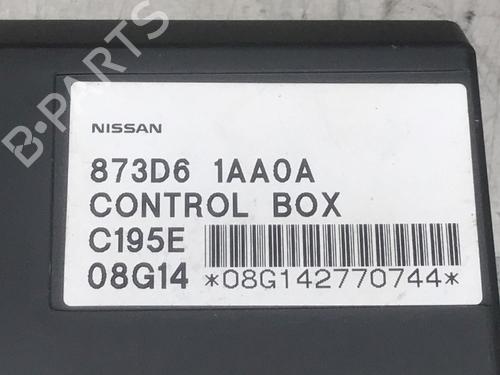 B-PARTS
NISSAN
873D6 1AA0A
CONTROL BOX
C195E
08G14 *08G142770744*